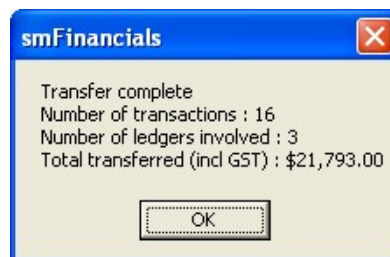 smFinancials
Transfer complete
Number of transactions : 16
Number of ledgers involved : 3
Total transferred (incl GST) : $21,793.00
OK